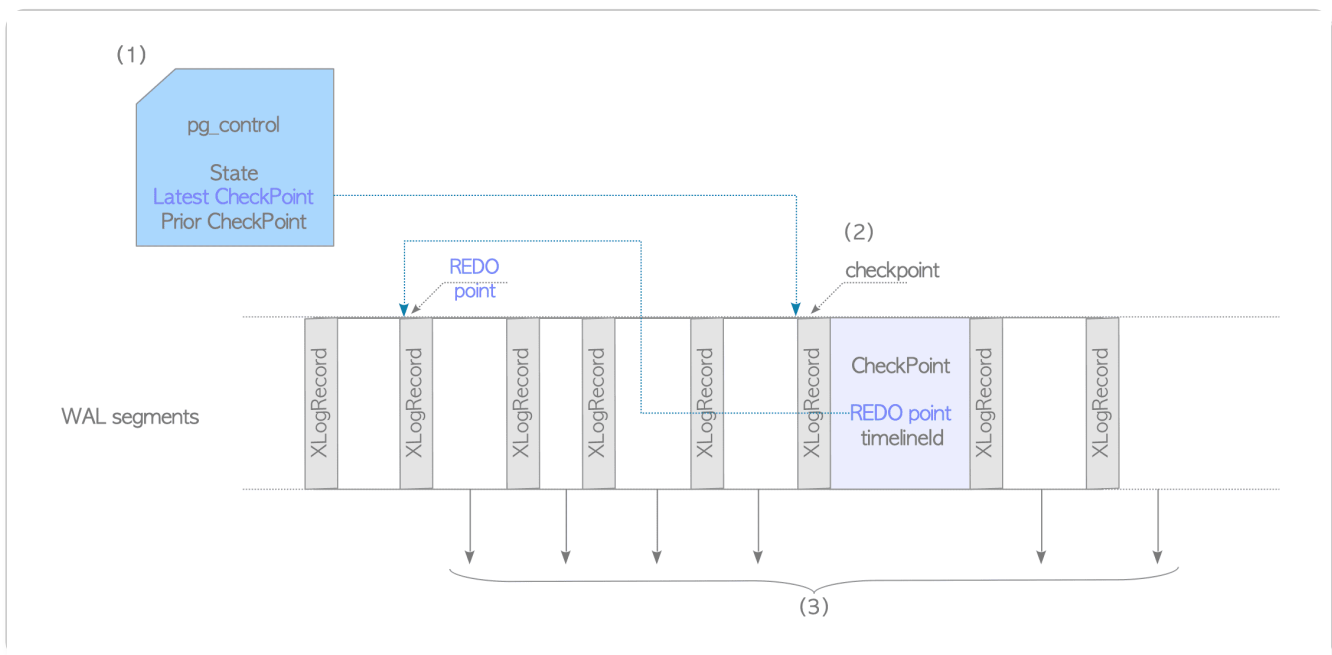 (1)
pg_control
State
Latest CheckPoint
Prior CheckPoint
(2)
REDO
point
checkpoint
WAL segments
XLogRecord
XLogRecord
XLogRecord
XLogRecord
XLogRecord
XLogRecord
CheckPoint
REDO point
timelineId
XLogRecord
XLogRecord
(3)